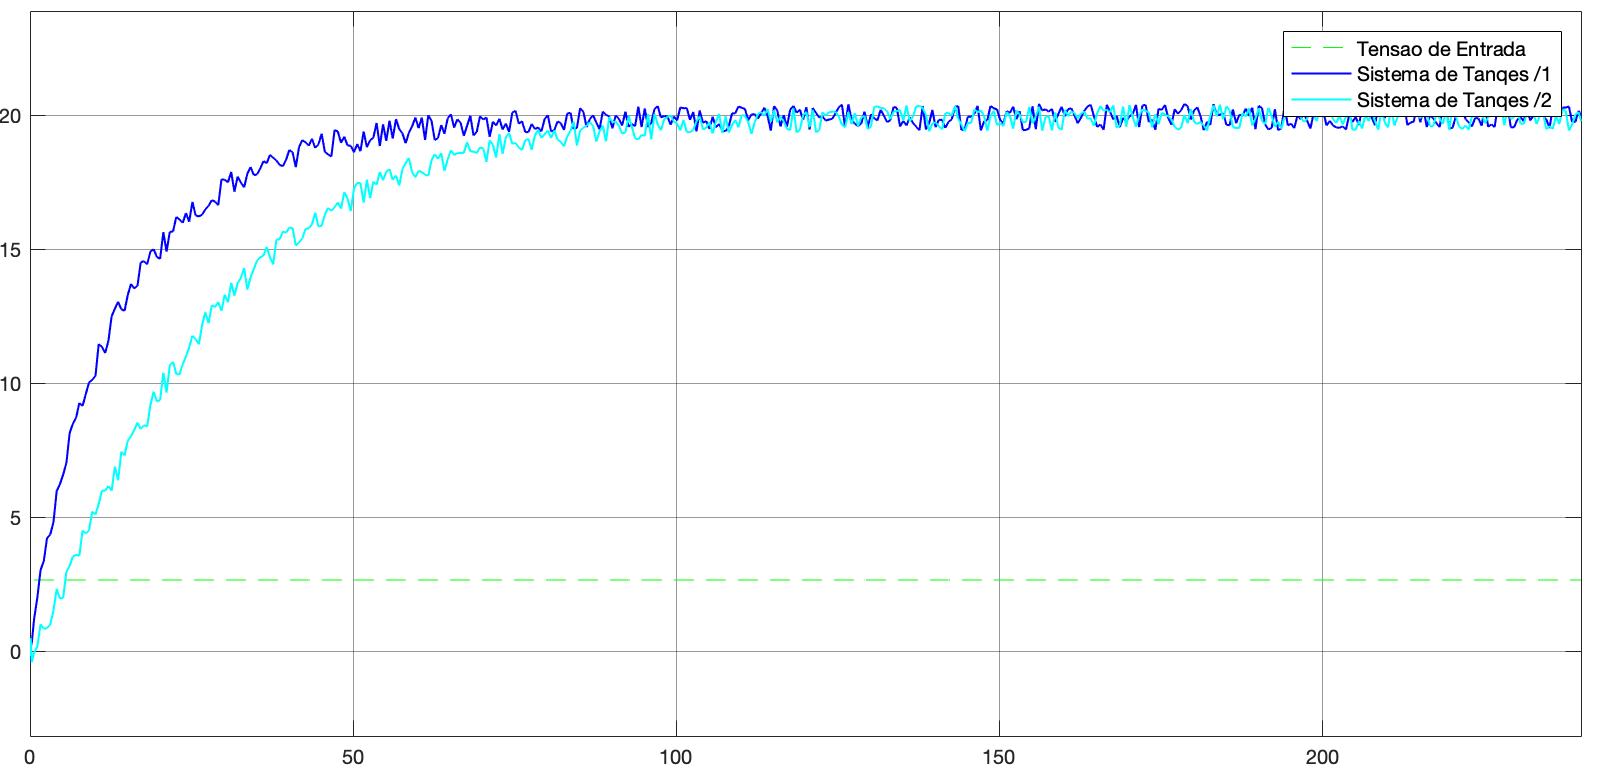 Tensao de Entrada
Sistema de Tanqes /1
Sistema de Tanqes /2
20
15
10
5
0
0 50 100 150 200